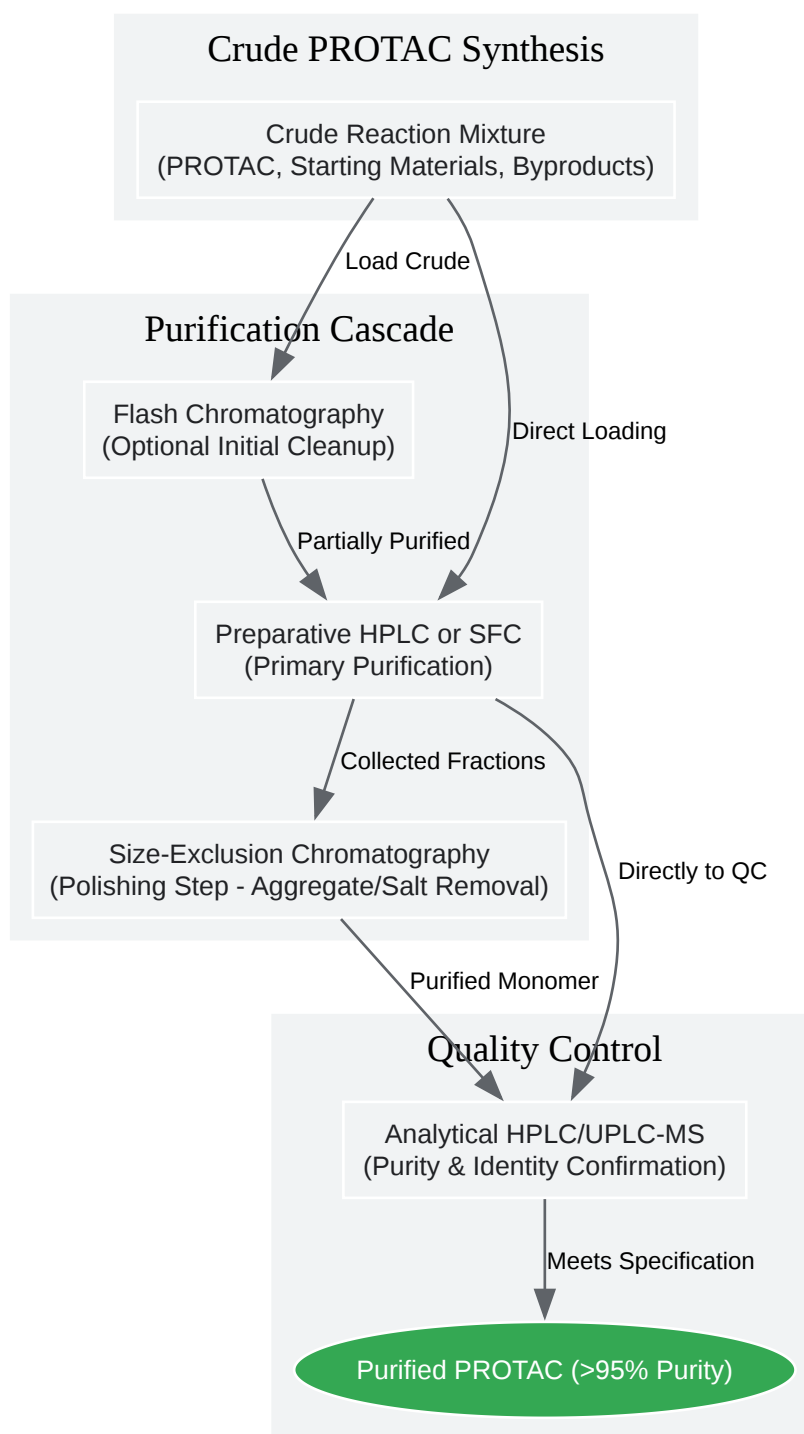 Crude PROTAC Synthesis
Crude Reaction Mixture
(PROTAC, Starting Materials, Byproducts)
Load Crude
Purification Cascade
Flash Chromatography
(Optional Initial Cleanup)
Direct Loading
Partially Purified
Preparative HPLC or SFC
(Primary Purification)
Collected Fractions
Size-Exclusion Chromatography
(Polishing Step - Aggregate/Salt Removal)
Directly to QC
Purified Monomer
Quality Control
Analytical HPLC/UPLC-MS
(Purity & Identity Confirmation)
Meets Specification
Purified PROTAC (>95% Purity)